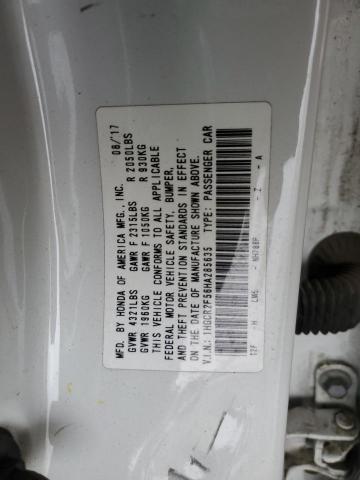 MFD. BY HONDA OF AMERICA MFG., INC. 08/'17
GVWR 4321LBS GAWR F 2315LBS R 2050LBS
GVWR 1960KG GAWR F 1050KG R 930KG
THIS VEHICLE CONFORMS TO ALL APPLICABLE
FEDERAL MOTOR VEHICLE SAFETY, BUMPER,
AND THEFT PREVENTION STANDARDS IN EFFECT
ON THE DATE OF MANUFACTURE SHOWN ABOVE.
V.I.N.: 1HGCR2F56HA285635 TYPE: PASSENGER CAR
Z A